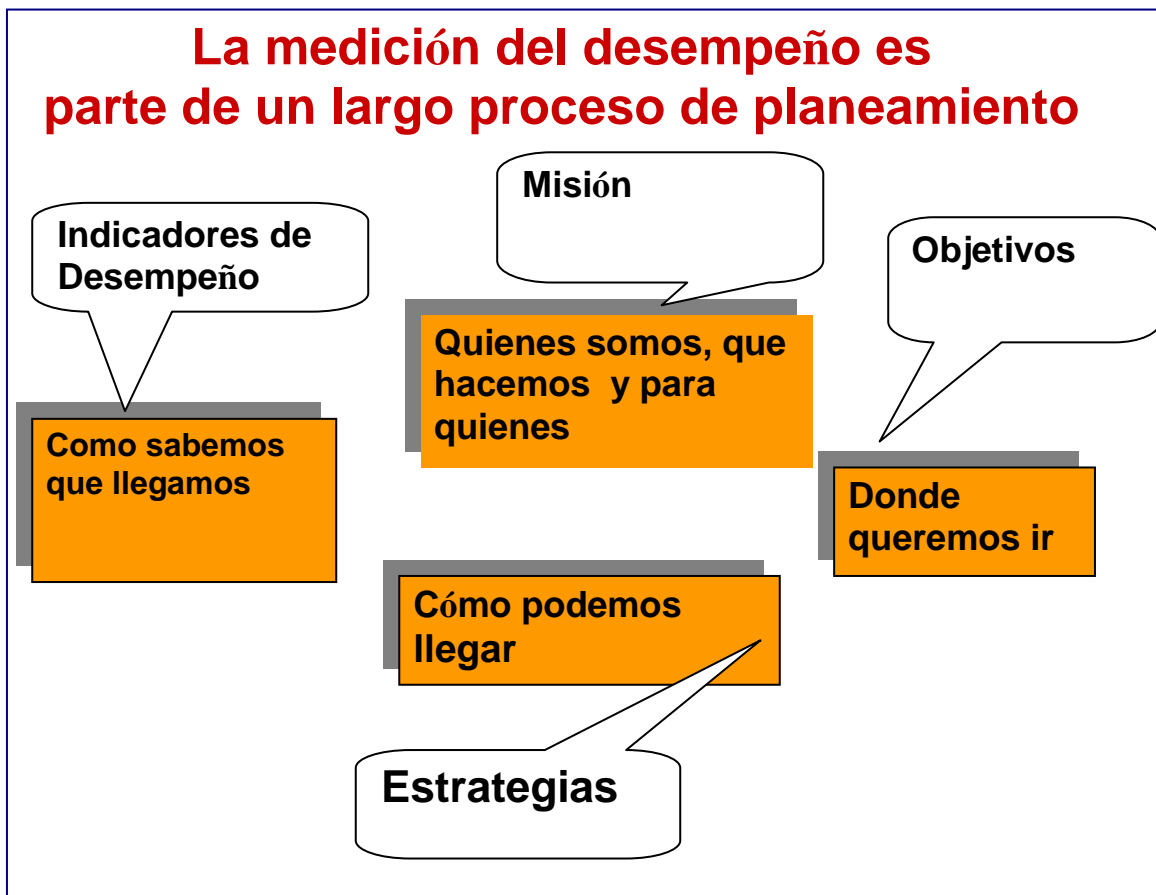 La medición del desempeño es
parte de un largo proceso de planeamiento
Misión
Indicadores de
Desempeño
Objetivos
Quienes somos, que
hacemos y para
quienes
Como sabemos
que llegamos
Donde
queremos ir
Cómo podemos
llegar
Estrategias